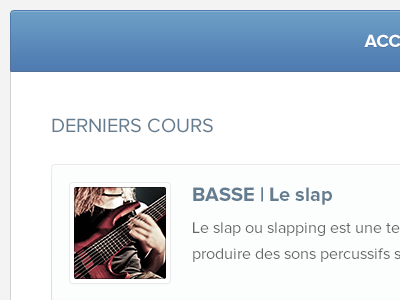 ACC
DERNIERS COURS
BASSE | Le slap
Le slap ou slapping est une te
produire des sons percussifs s